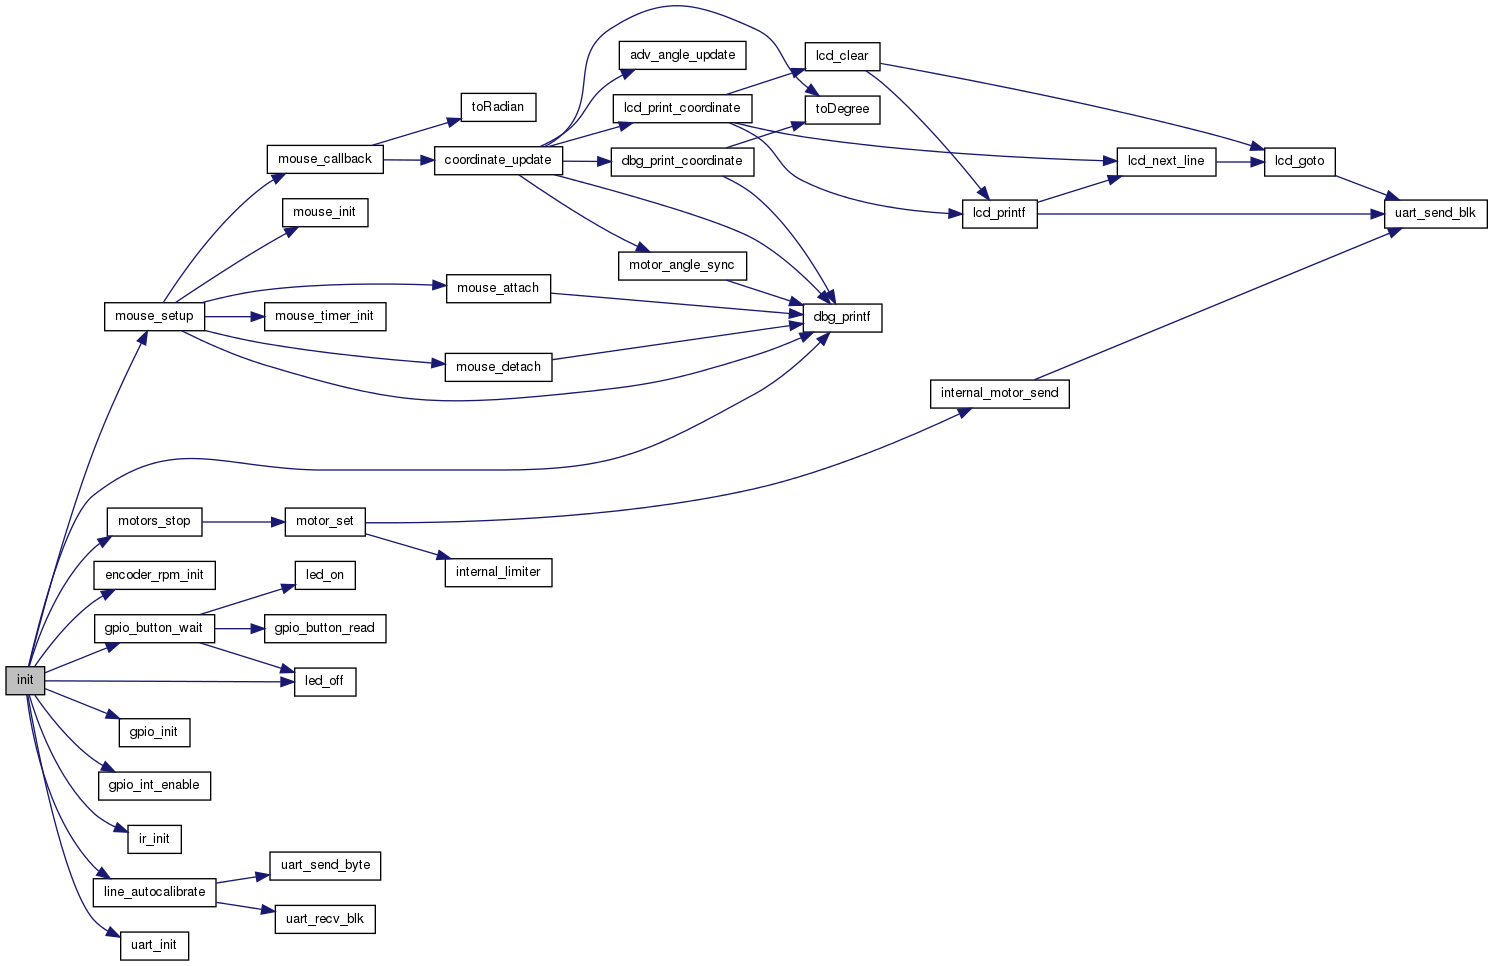 lcd_clear
adv_angle_update
toRadian
lcd_print_coordinate
toDegree
mouse_callback
coordinate_update
dbg_print_coordinate
lcd_next_line
lcd_goto
mouse_init
lcd_printf
uart_send_blk
motor_angle_sync
mouse_attach
mouse_setup
mouse_timer_init
dbg_printf
mouse_detach
internal_motor_send
motors_stop
motor_set
encoder_rpm_init
led_on
internal_limiter
gpio_button_wait
gpio_button_read
init
led_off
gpio_init
gpio_int_enable
ir_init
uart_send_byte
line_autocalibrate
uart_recv_blk
uart_init